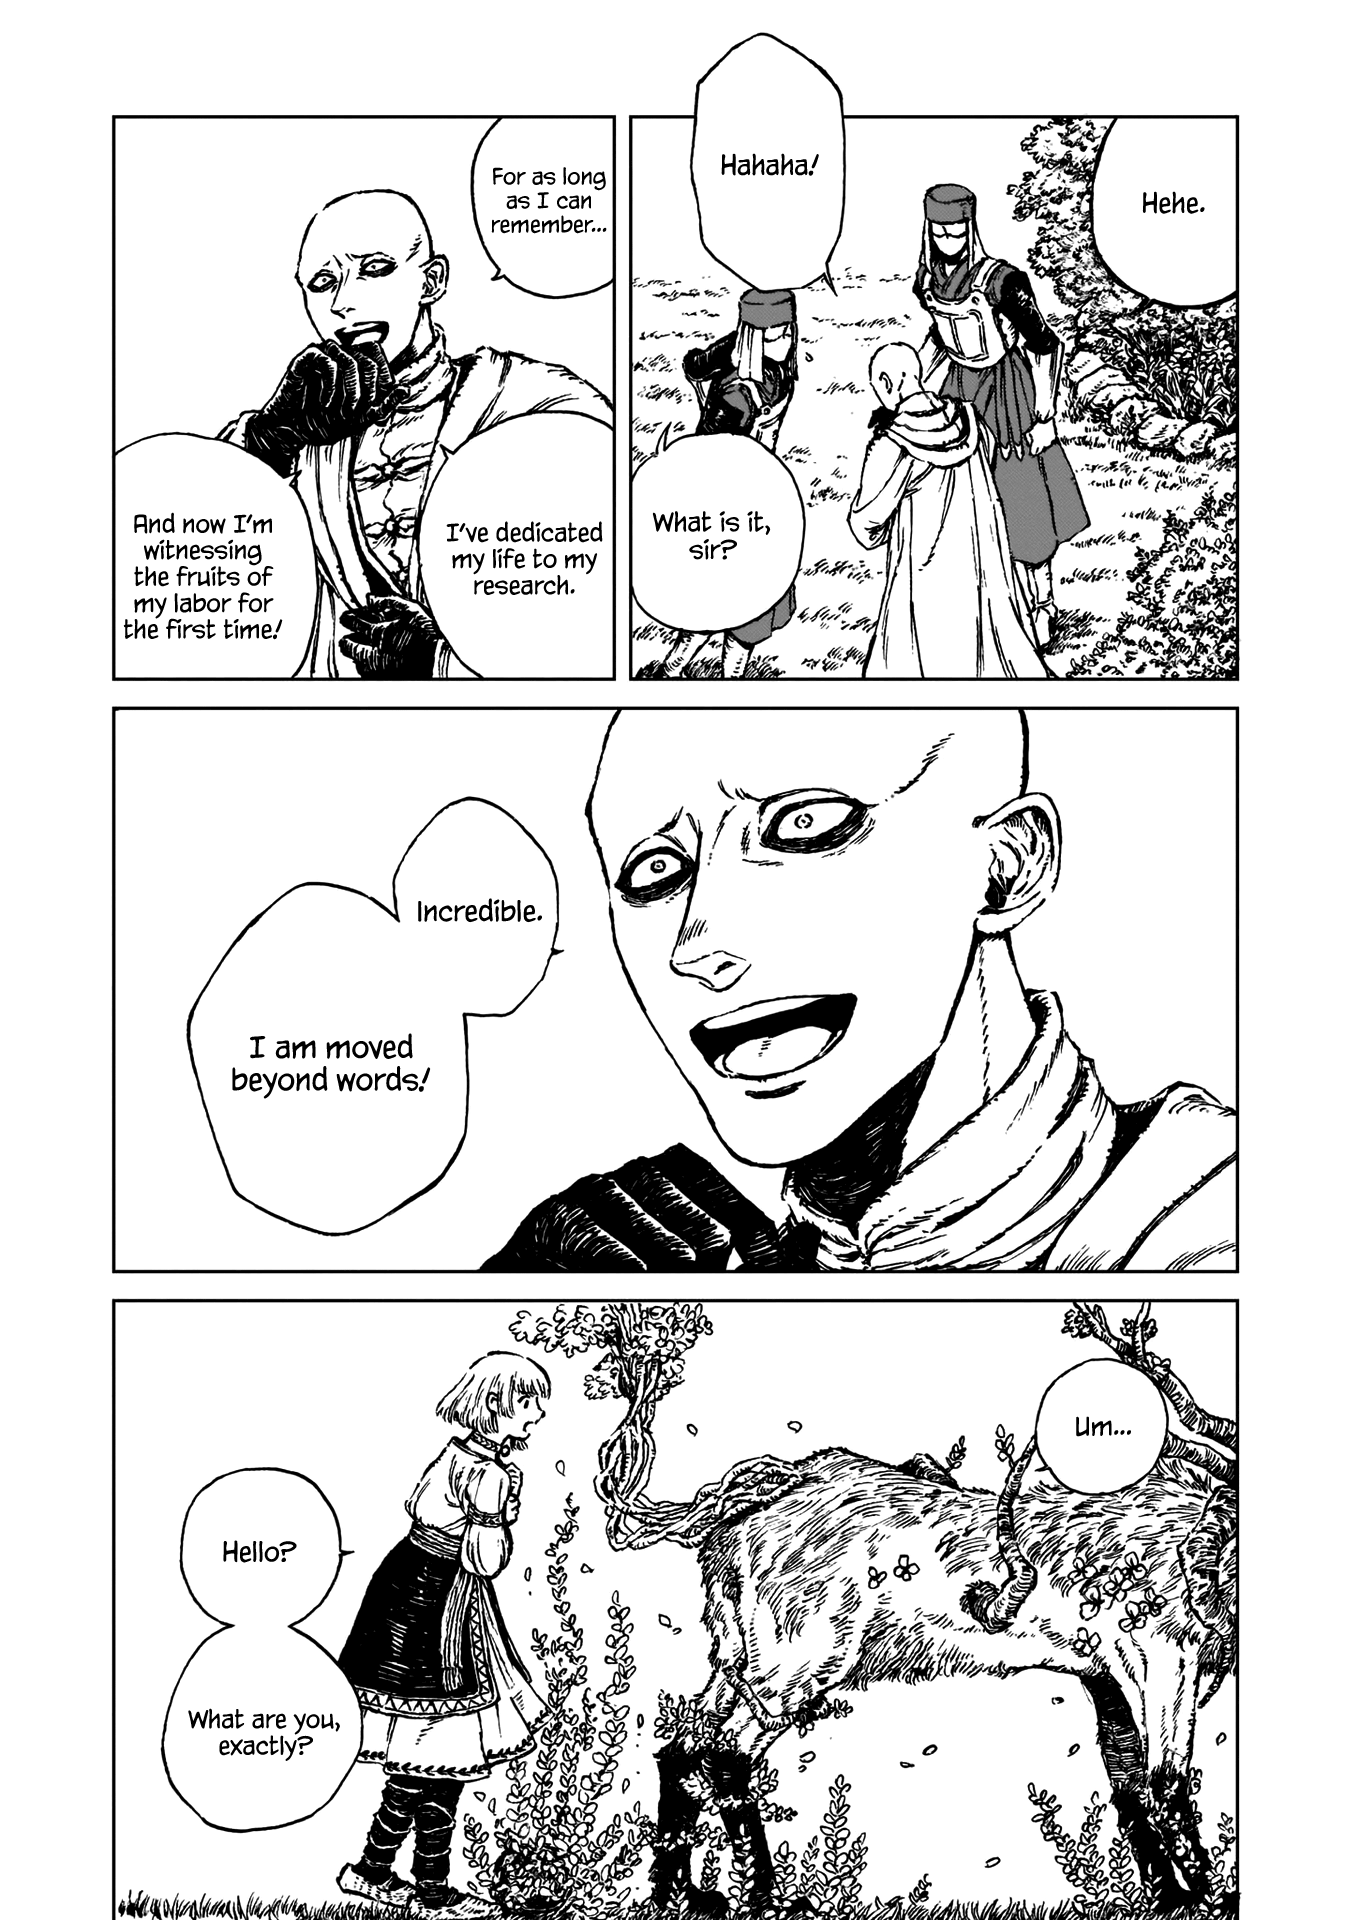 Hehe.
Hahaha!
What is it,
sir?
For as long
as I can
remember...
I've dedicated
my life to my
research.
And now I'm
witnessing
the fruits of
my labor for
the first time!
Incredible.
I am moved
beyond words!
Um...
Hello?
What are you,
exactly?